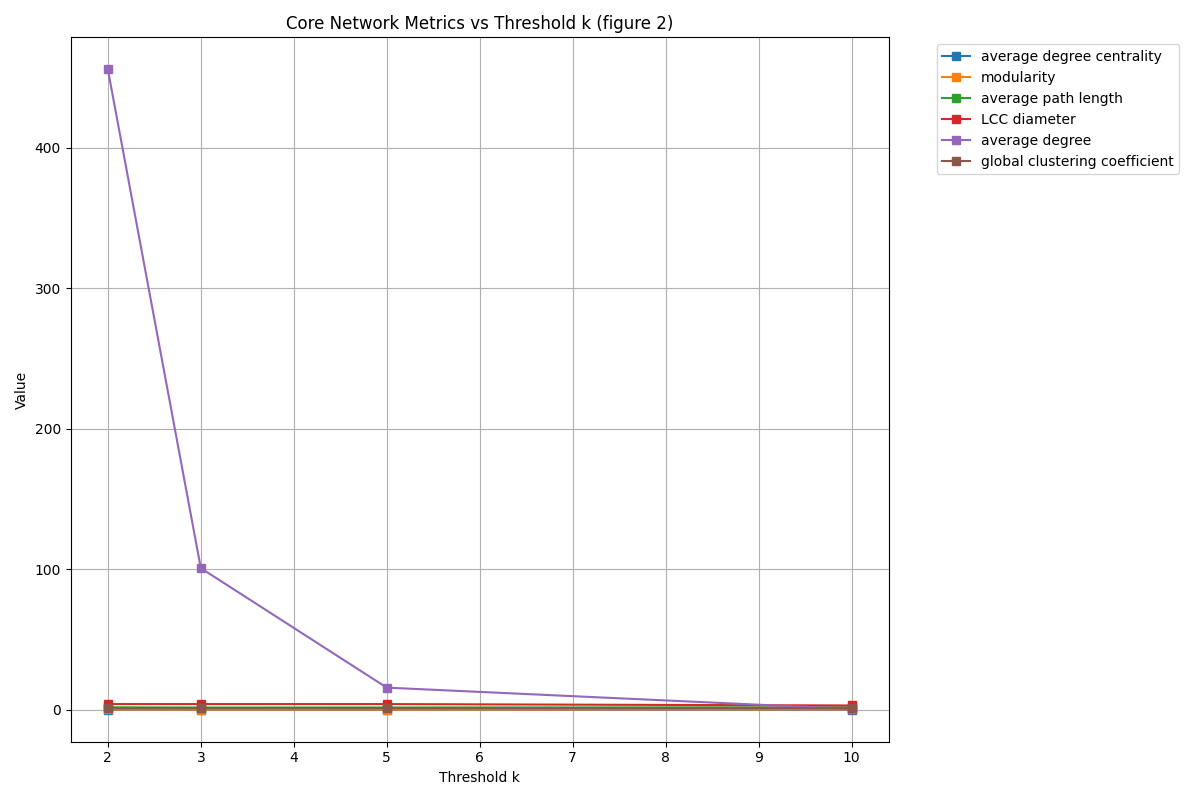 Core Network Metrics vs Threshold k (figure 2)
average degree centrality
modularity
average path length
LCC diameter
average degree
global clustering coefficient
400
300
200
100
0
Value
2 3 4 5 6 7 8 9 10
Threshold k